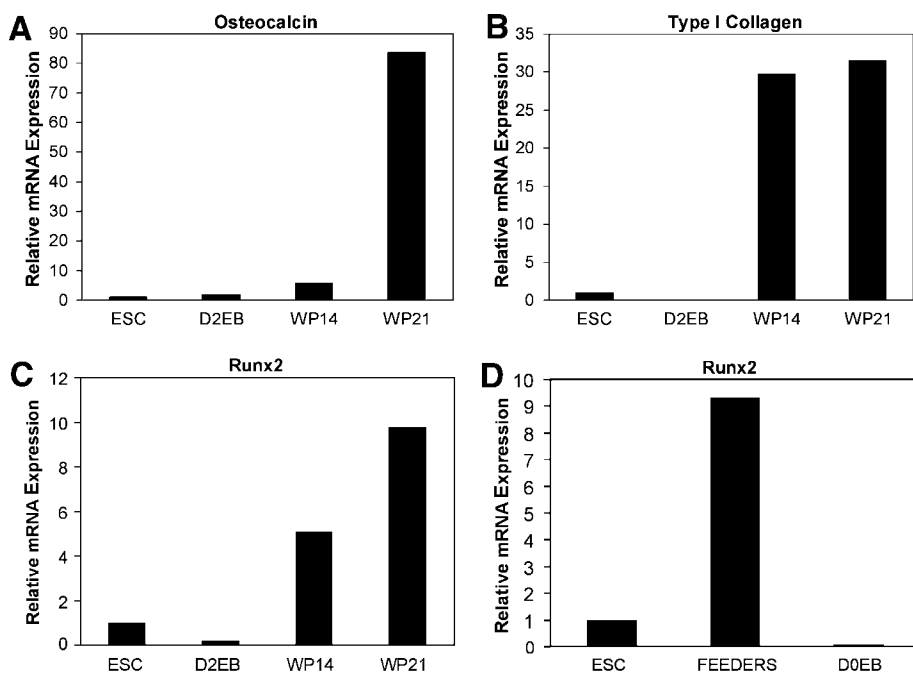 A
Osteocalcin
Relative mRNA Expression
90
80
70
60
50
40
30
20
10
0
ESC D2EB WP14 WP21
B
Type I Collagen
Relative mRNA Expression
35
30
25
20
15
10
5
0
ESC D2EB WP14 WP21
C
Runx2
Relative mRNA Expression
12
10
8
6
4
2
0
ESC D2EB WP14 WP21
D
Runx2
Relative mRNA Expression
10
9
8
7
6
5
4
3
2
1
0
ESC FEEDERS D0EB